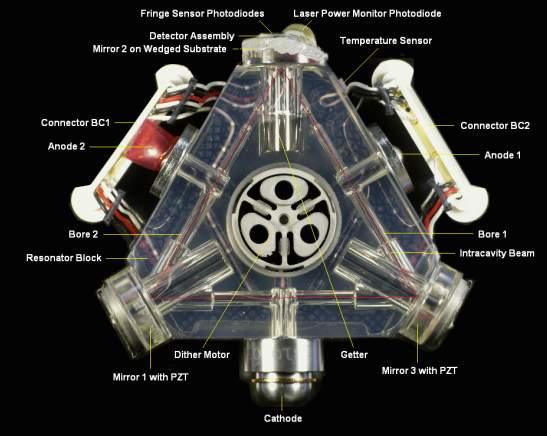 Fringe Sensor Photodiodes
Laser Power Monitor Photodiode
Detector Assembly
Mirror 2 on Wedged Substrate
Temperature Sensor
Connector BC1
Connector BC2
Anode 2
Anode 1
Bore 2
Bore 1
Resonator Block
Intracavity Beam
Dither Motor
Getter
Mirror 1 with PZT
Mirror 3 with PZT
Cathode